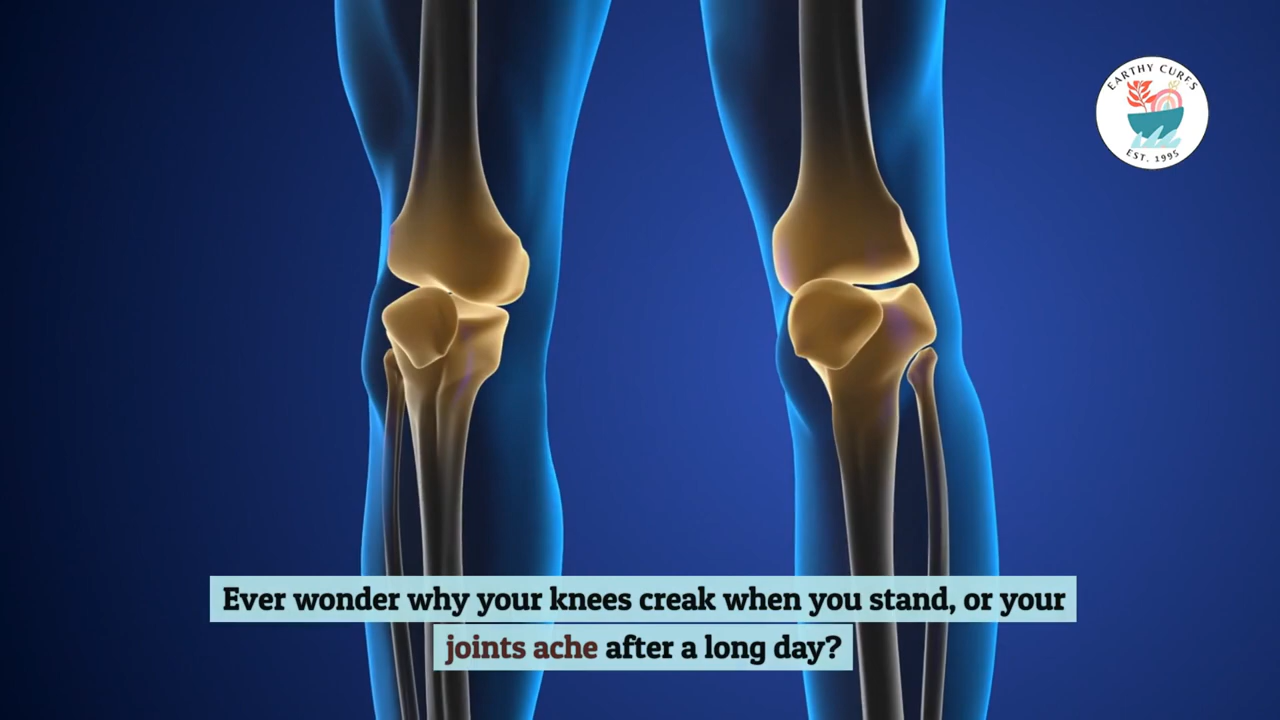 EARTHY CURES
EST. 1995
Ever wonder why your knees creak when you stand, or your
joints ache after a long day?